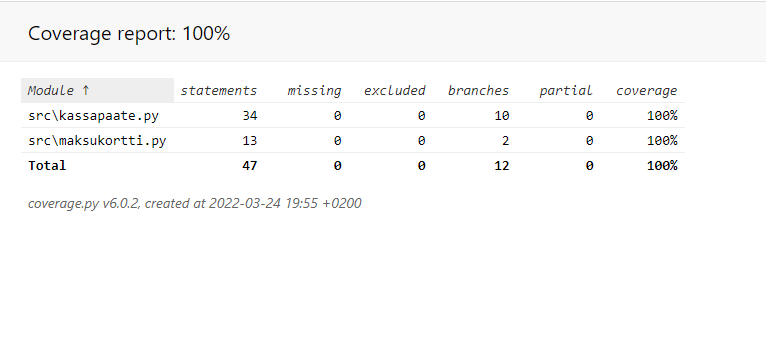 Coverage report: 100%
Module ↑ statements missing excluded branches partial coverage
src\kassapaate.py 34 0 0 10 0 100%
src\maksukortti.py 13 0 0 2 0 100%
Total 47 0 0 12 0 100%
coverage.py v6.0.2, created at 2022-03-24 19:55 +0200